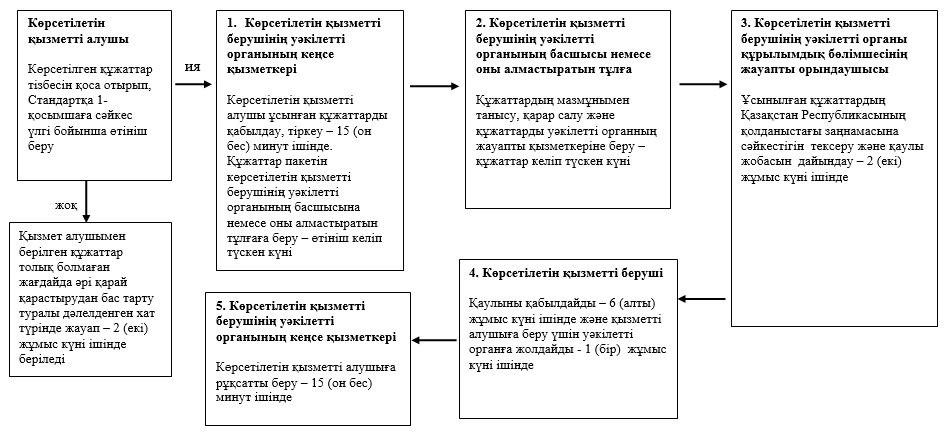 Көрсетілетін
қызметті алушы
Көрсетілген құжаттар
тізбесін қоса отырып,
Стандартқа 1-
қосымшаға сәйкес
үлгі бойынша өтініш
беру
ия
жоқ
Қызмет алушымен
берілген құжаттар
толық болмаған
жағдайда әрі қарай
қарастырудан бас тарту
туралы дәлелденген хат
түрінде жауап – 2 (екі)
жұмыс күні ішінде
беріледі
1. Көрсетілетін қызметті
берушінің уәкілетті
органының кеңсе
қызметкері
Көрсетілетін қызметті
алушы ұсынған құжаттарды
қабылдау, тіркеу – 15 (он
бес) минут ішінде.
Құжаттар пакетін
көрсетілетін қызметті
берушінің уәкілетті
органының басшысына
немесе оны алмастыратын
тұлғаға беру – өтініш келіп
түскен күні
2. Көрсетілетін қызметті
берушінің уәкілетті
органының басшысы немесе
оны алмастыратын тұлға
Құжаттардың мазмұнымен
танысу, қарар салу және
құжаттарды уәкілетті органның
жауапты қызметкеріне беру –
құжаттар келіп түскен күні
3. Көрсетілетін қызметті
берушінің уәкілетті органы
құрылымдық бөлімшесінің
жауапты орындаушысы
Ұсынылған құжаттардың
Қазақстан Республикасының
қолданыстағы заңнамасына
сәйкестігін тексеру және қаулы
жобасын дайындау – 2 (екі)
жұмыс күні ішінде
4. Көрсетілетін қызметті беруші
Қаулыны қабылдайды – 6 (алты)
жұмыс күні ішінде және қызметті
алушыға беру үшін уәкілетті
органға жолдайды - 1 (бір) жұмыс
күні ішінде
5. Көрсетілетін қызметті
берушінің уәкілетті
органының кеңсе қызметкері
Көрсетілетін қызметті алушыға
рұқсатты беру – 15 (он бес)
минут ішінде